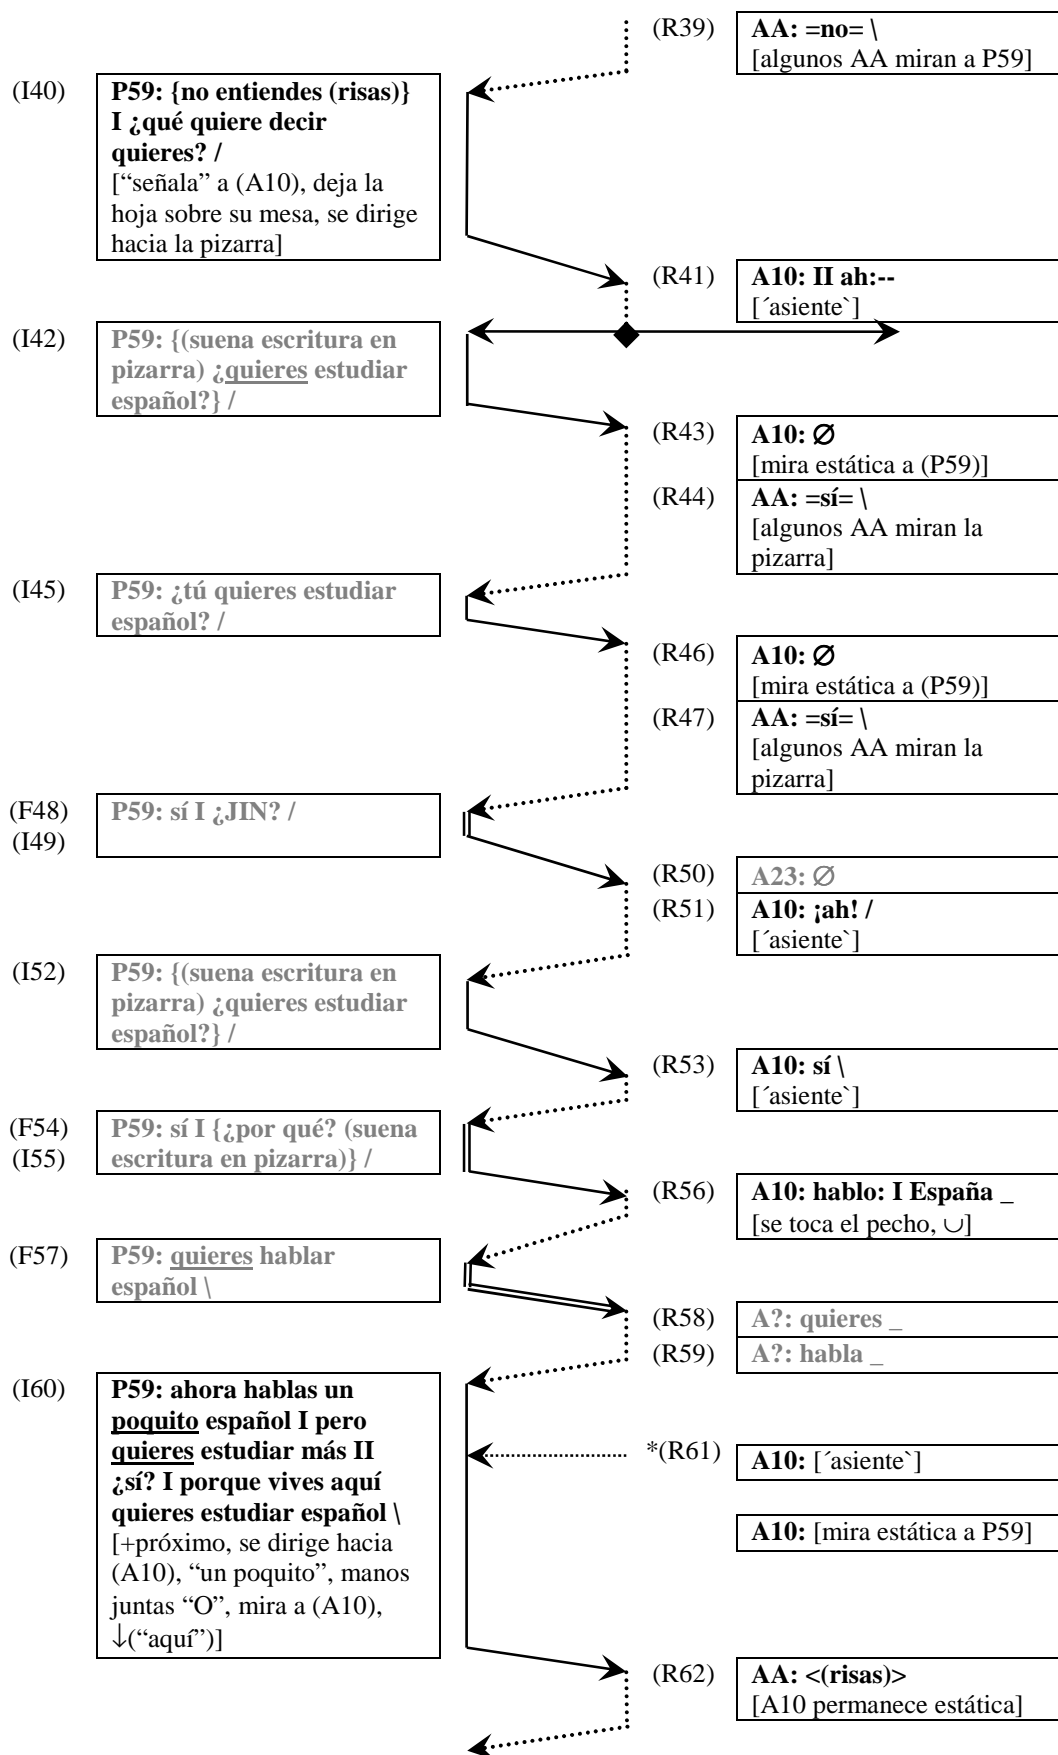 (R39) AA: =no= \
[algunos AA miran a P59]
(I40) P59: {no entiendes (risas)}
I ¿qué quiere decir
quieres? /
[“señala” a (A10), deja la
hoja sobre su mesa, se dirige
hacia la pizarra]
(R41) A10: II ah:--
[´asiente`]
(I42) P59: {(suena escritura en
pizarra) ¿quieres estudiar
español?} /
(R43) A10: ∅
[mira estática a (P59)]
(R44) AA: =sí= \
[algunos AA miran la
pizarra]
(I45) P59: ¿tú quieres estudiar
español? /
(R46) A10: ∅
[mira estática a (P59)]
(R47) AA: =sí= \
[algunos AA miran la
pizarra]
(F48) P59: sí I ¿JIN? /
(I49)
(R50) A23: ∅
(R51) A10: ¡ah! /
[´asiente`]
(I52) P59: {(suena escritura en
pizarra) ¿quieres estudiar
español?} /
(R53) A10: sí \
[´asiente`]
(F54) P59: sí I {¿por qué? (suena
(I55) escritura en pizarra)} /
(R56) A10: hablo: I España _
[se toca el pecho, ∪]
(F57) P59: quieres hablar
español \
(R58) A?: quieres _
(R59) A?: habla _
(I60) P59: ahora hablas un
poquito español I pero
quieres estudiar más II
¿sí? I porque vives aquí
quieres estudiar español \
[+próximo, se dirige hacia
(A10), “un poquito”, manos
juntas “O”, mira a (A10),
↓(“aquí”)]
*(R61) A10: [´asiente`]
A10: [mira estática a P59]
(R62) AA: <(risas)>
[A10 permanece estática]